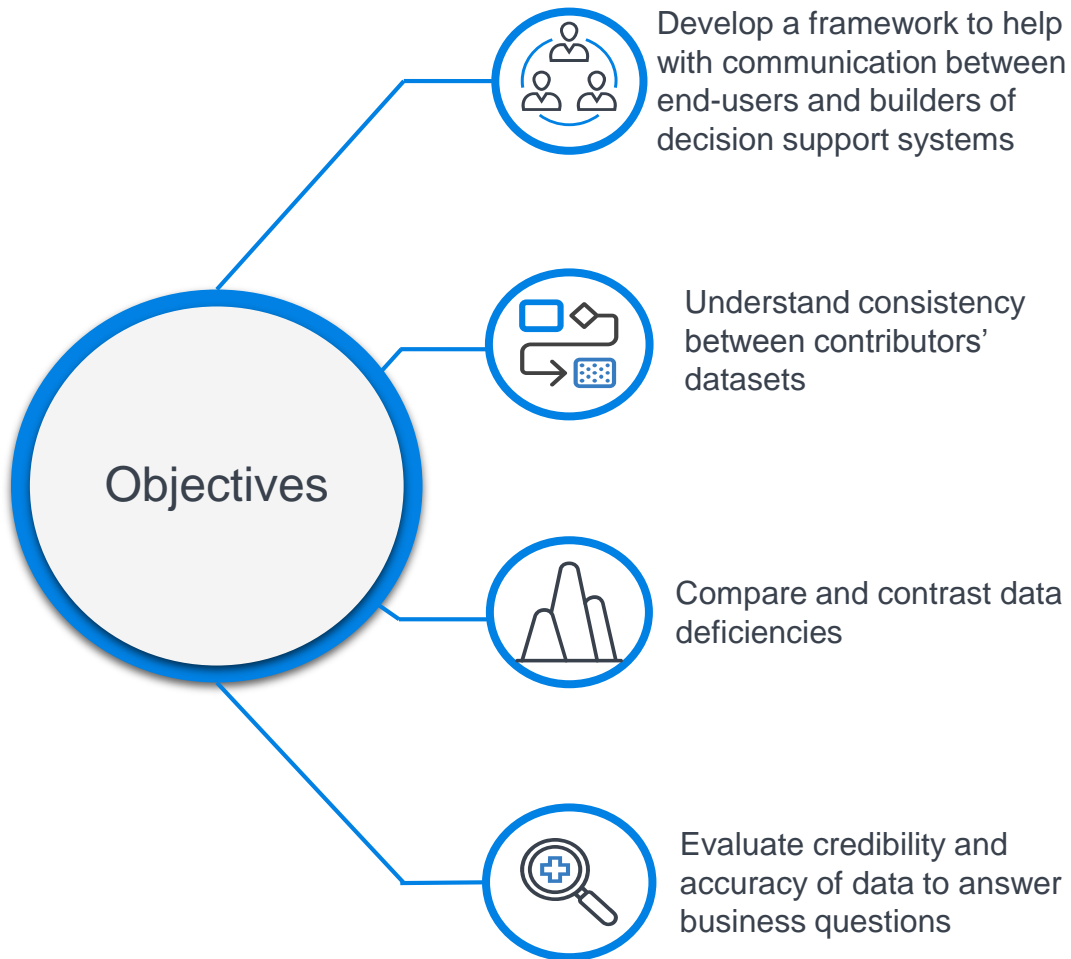 Develop a framework to help
with communication between
end-users and builders of
decision support systems
Understand consistency
between contributors’
datasets
Objectives
Compare and contrast data
deficiencies
Evaluate credibility and
accuracy of data to answer
business questions